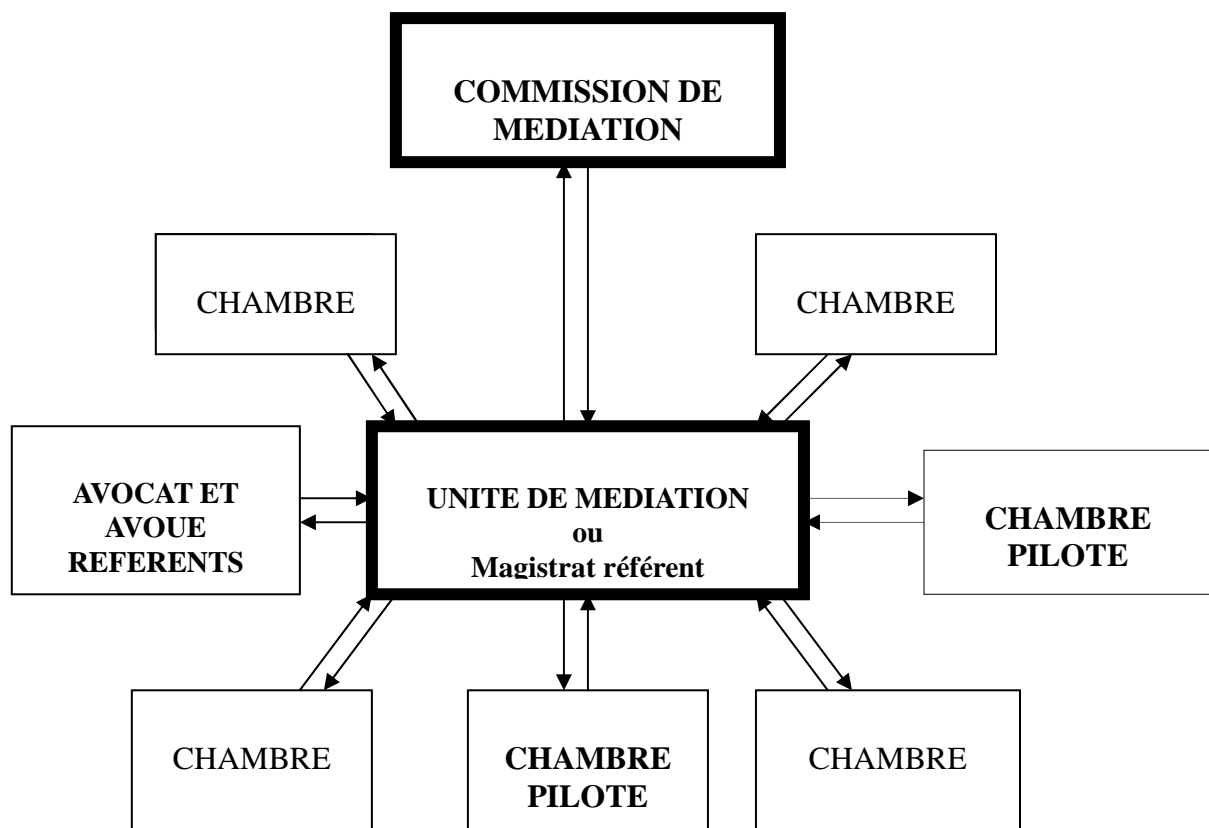 COMMISSION DE
MEDIATION
CHAMBRE
CHAMBRE
AVOCAT ET
AVOUE
REFERENTS
UNITE DE MEDIATION
ou
Magistrat référent
CHAMBRE
PILOTE
CHAMBRE
CHAMBRE
PILOTE
CHAMBRE